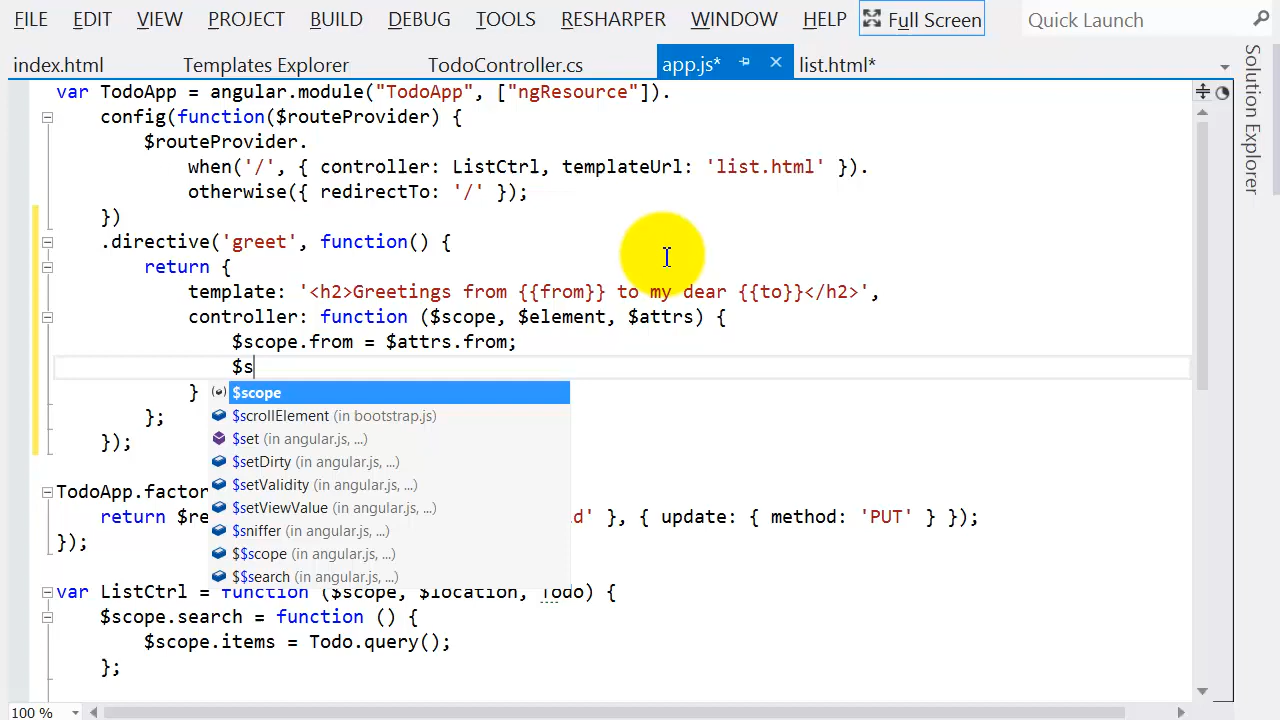 FILE EDIT VIEW PROJECT BUILD DEBUG TOOLS RESHARPER WINDOW HELP Full Screen Quick Launch
index.html Templates Explorer TodoController.cs app.js* list.html*
Solution Explorer
var TodoApp = angular.module("TodoApp", ["ngResource"]).
config(function($routeProvider) {
$routeProvider.
when('/', { controller: ListCtrl, templateUrl: 'list.html' }).
otherwise({ redirectTo: '/' });
})
.directive('greet', function() {
return {
template: '<h2>Greetings from {{from}} to my dear {{to}}</h2>',
controller: function ($scope, $element, $attrs) {
$scope.from = $attrs.from;
$s
}
$scope
};
$scrollElement (in bootstrap.js)
});
$set (in angular.js, ...)
$setDirty (in angular.js, ...)
$setValidity (in angular.js, ...)
TodoApp.factor
$setViewValue (in angular.js, ...)
return $re
d' }, { update: { method: 'PUT' } });
$sniffer (in angular.js, ...)
});
$$scope (in angular.js, ...)
$$search (in angular.js, ...)
var ListCtrl = function ($scope, $location, Todo) {
$scope.search = function () {
$scope.items = Todo.query();
};
100 %